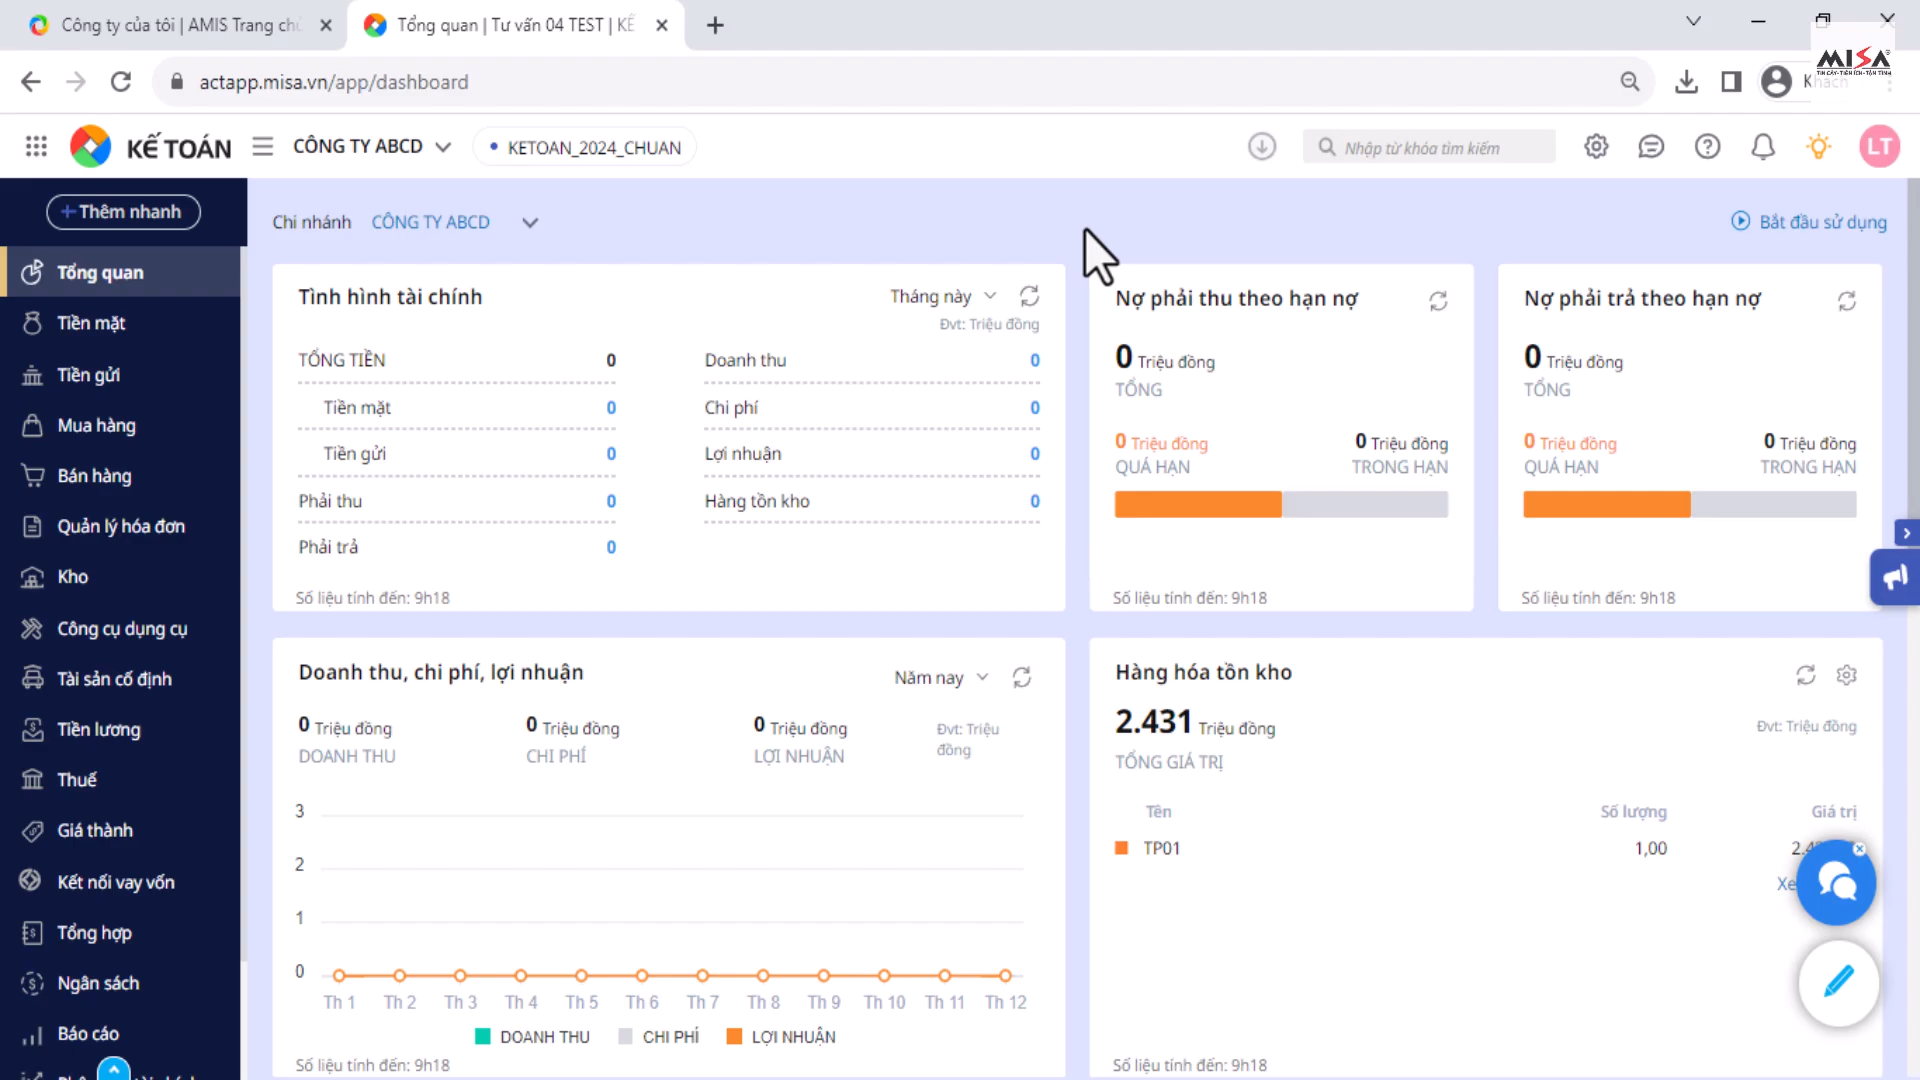 Công ty của tôi | AMIS Trang ch
Tổng quan | Tư vấn 04 TEST | KẾ
actapp.misa.vn/app/dashboard
MISA
TIN CẬY - TIỆN ÍCH - TẬN TÌNH
Khách
KẾ TOÁN
CÔNG TY ABCD
KETOAN_2024_CHUAN
Nhập từ khóa tìm kiếm
LT
+ Thêm nhanh
Tổng quan
Tiền mặt
Tiền gửi
Mua hàng
Bán hàng
Quản lý hóa đơn
Kho
Công cụ dụng cụ
Tài sản cố định
Tiền lương
Thuế
Giá thành
Kết nối vay vốn
Tổng hợp
Ngân sách
Báo cáo
Chi nhánh CÔNG TY ABCD
Bắt đầu sử dụng
Tình hình tài chính
Tháng này
Đvt: Triệu đồng
TỔNG TIỀN 0
Tiền mặt 0
Tiền gửi 0
Phải thu 0
Phải trả 0
Doanh thu 0
Chi phí 0
Lợi nhuận 0
Hàng tồn kho 0
Số liệu tính đến: 9h18
Nợ phải thu theo hạn nợ
0 Triệu đồng
TỔNG
0 Triệu đồng 0 Triệu đồng
QUÁ HẠN TRONG HẠN
Số liệu tính đến: 9h18
Nợ phải trả theo hạn nợ
0 Triệu đồng
TỔNG
0 Triệu đồng 0 Triệu đồng
QUÁ HẠN TRONG HẠN
Số liệu tính đến: 9h18
Doanh thu, chi phí, lợi nhuận
Năm nay
0 Triệu đồng 0 Triệu đồng 0 Triệu đồng
DOANH THU CHI PHÍ LỢI NHUẬN
Đvt: Triệu
đồng
3
2
1
0
Th 1 Th 2 Th 3 Th 4 Th 5 Th 6 Th 7 Th 8 Th 9 Th 10 Th 11 Th 12
DOANH THU CHI PHÍ LỢI NHUẬN
Số liệu tính đến: 9h18
Hàng hóa tồn kho
2.431 Triệu đồng
Đvt: Triệu đồng
TỔNG GIÁ TRỊ
Tên Số lượng Giá trị
TP01 1,00
Số liệu tính đến: 9h18